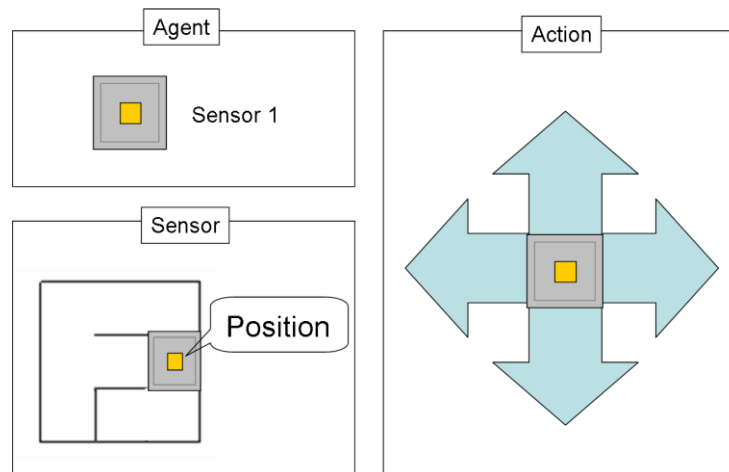 Agent
Sensor 1
Sensor
Position
Action